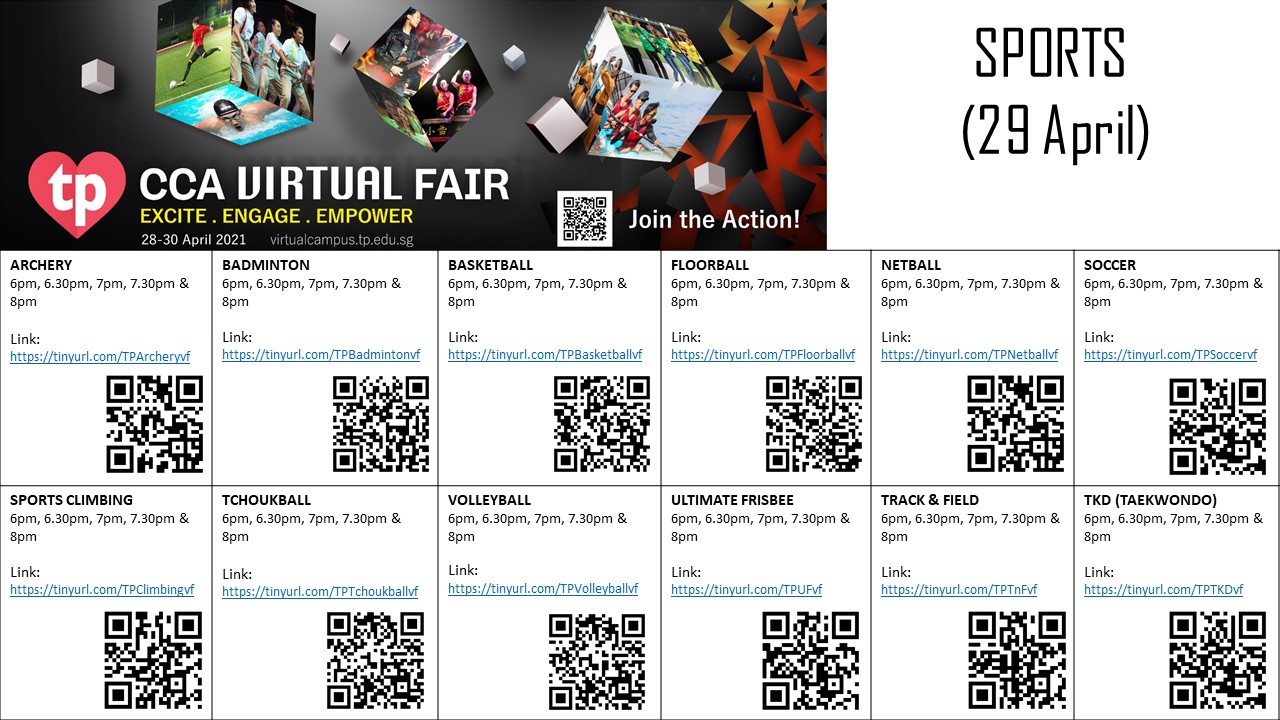 SPORTS
(29 April)
小雪
tp
CCA VIRTUAL FAIR
EXCITE . ENGAGE . EMPOWER
28-30 April 2021 virtualcampus.tp.edu.sg
Join the Action!
ARCHERY
6pm, 6.30pm, 7pm, 7.30pm &
8pm
Link:
https://tinyurl.com/TPArcheryvf
BADMINTON
6pm, 6.30pm, 7pm, 7.30pm &
8pm
Link:
https://tinyurl.com/TPBadmintonvf
BASKETBALL
6pm, 6.30pm, 7pm, 7.30pm &
8pm
Link:
https://tinyurl.com/TPBasketballvf
FLOORBALL
6pm, 6.30pm, 7pm, 7.30pm &
8pm
Link:
https://tinyurl.com/TPFloorballvf
NETBALL
6pm, 6.30pm, 7pm, 7.30pm &
8pm
Link:
https://tinyurl.com/TPNetballvf
SOCCER
6pm, 6.30pm, 7pm, 7.30pm &
8pm
Link:
https://tinyurl.com/TPSoccervf
SPORTS CLIMBING
6pm, 6.30pm, 7pm, 7.30pm &
8pm
Link:
https://tinyurl.com/TPClimbingvf
TCHOUKBALL
6pm, 6.30pm, 7pm, 7.30pm &
8pm
Link:
https://tinyurl.com/TPTchoukballvf
VOLLEYBALL
6pm, 6.30pm, 7pm, 7.30pm &
8pm
Link:
https://tinyurl.com/TPVolleyballvf
ULTIMATE FRISBEE
6pm, 6.30pm, 7pm, 7.30pm &
8pm
Link:
https://tinyurl.com/TPUFvf
TRACK & FIELD
6pm, 6.30pm, 7pm, 7.30pm &
8pm
Link:
https://tinyurl.com/TPTnFvf
TKD (TAEKWONDO)
6pm, 6.30pm, 7pm, 7.30pm &
8pm
Link:
https://tinyurl.com/TPTKDvf